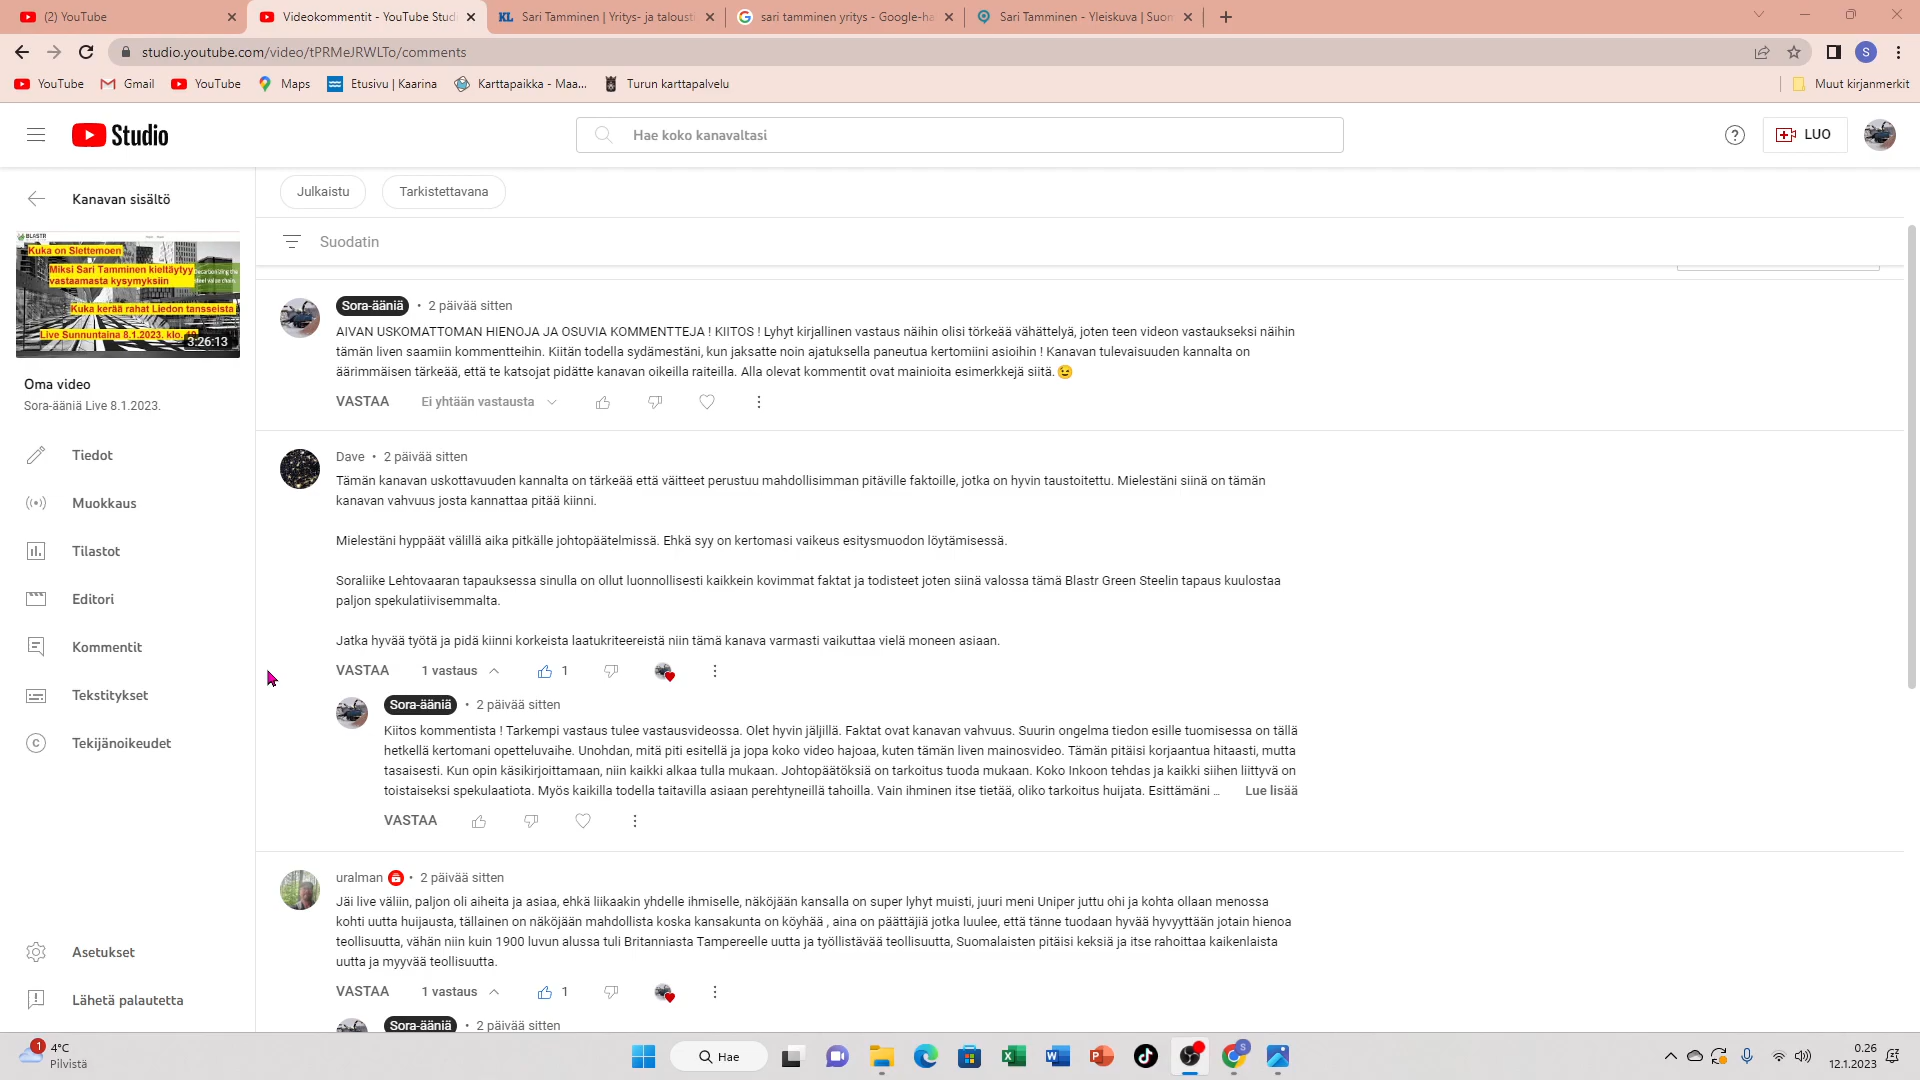 (2) YouTube
Videokommentit - YouTube Studi
Sari Tamminen | Yritys- ja talousti
sari tamminen yritys - Google-ha
Sari Tamminen - Yleiskuva | Suom
studio.youtube.com/video/tPRMeJRWLTo/comments
S
YouTube
Gmail
YouTube
Maps
Etusivu | Kaarina
Karttapaikka - Maa...
Turun karttapalvelu
Muut kirjanmerkit
Studio
Hae koko kanavaltasi
LUO
Kanavan sisältö
Julkaistu
Tarkistettavana
Suodatin
BLASTR
Kuka on Slettemoen
Miksi Sari Tamminen kieltäytyy
vastaamasta kysymyksiin
Decarbonizing the
steel value chain.
Kuka kerää rahat Liedon tansseista
Live Sunnuntaina 8.1.2023. klo.
3:26:13
Oma video
Sora-ääniä Live 8.1.2023.
Tiedot
Muokkaus
Tilastot
Editori
Kommentit
Tekstitykset
Tekijänoikeudet
Asetukset
Lähetä palautetta
Sora-ääniä • 2 päivää sitten
AIVAN USKOMATTOMAN HIENOJA JA OSUVIA KOMMENTTEJA ! KIITOS ! Lyhyt kirjallinen vastaus näihin olisi törkeää vähättelyä, joten teen videon vastaukseksi näihin
tämän liven saamiin kommentteihin. Kiitän todella sydämestäni, kun jaksatte noin ajatuksella paneutua kertomiini asioihin ! Kanavan tulevaisuuden kannalta on
äärimmäisen tärkeää, että te katsojat pidätte kanavan oikeilla raiteilla. Alla olevat kommentit ovat mainioita esimerkkejä siitä. 😉
VASTAA Ei yhtään vastausta
Dave • 2 päivää sitten
Tämän kanavan uskottavuuden kannalta on tärkeää että väitteet perustuu mahdollisimman pitäville faktoille, jotka on hyvin taustoitettu. Mielestäni siinä on tämän
kanavan vahvuus josta kannattaa pitää kiinni.
Mielestäni hyppäät välillä aika pitkälle johtopäätelmissä. Ehkä syy on kertomasi vaikeus esitysmuodon löytämisessä.
Soraliike Lehtovaaran tapauksessa sinulla on ollut luonnollisesti kaikkein kovimmat faktat ja todisteet joten siinä valossa tämä Blastr Green Steelin tapaus kuulostaa
paljon spekulatiivisemmalta.
Jatka hyvää työtä ja pidä kiinni korkeista laatukriteereistä niin tämä kanava varmasti vaikuttaa vielä moneen asiaan.
VASTAA 1 vastaus 1
Sora-ääniä • 2 päivää sitten
Kiitos kommentista ! Tarkempi vastaus tulee vastausvideossa. Olet hyvin jäljillä. Faktat ovat kanavan vahvuus. Suurin ongelma tiedon esille tuomisessa on tällä
hetkellä kertomani opetteluvaihe. Unohdan, mitä piti esitellä ja jopa koko video hajoaa, kuten tämän liven mainosvideo. Tämän pitäisi korjaantua hitaasti, mutta
tasaisesti. Kun opin käsikirjoittamaan, niin kaikki alkaa tulla mukaan. Johtopäätöksiä on tarkoitus tuoda mukaan. Koko Inkoon tehdas ja kaikki siihen liittyvä on
toistaiseksi spekulaatiota. Myös kaikilla todella taitavilla asiaan perehtyneillä tahoilla. Vain ihminen itse tietää, oliko tarkoitus huijata. Esittämäni ... Lue lisää
VASTAA
uralman • 2 päivää sitten
Jäi live väliin, paljon oli aiheita ja asiaa, ehkä liikaakin yhdelle ihmiselle, näköjään kansalla on super lyhyt muisti, juuri meni Uniper juttu ohi ja kohta ollaan menossa
kohti uutta huijausta, tällainen on näköjään mahdollista koska kansakunta on köyhää , aina on päättäjiä jotka luulee, että tänne tuodaan hyvää hyvyyttään jotain hienoa
teollisuutta, vähän niin kuin 1900 luvun alussa tuli Britanniasta Tampereelle uutta ja työllistävää teollisuutta, Suomalaisten pitäisi keksiä ja itse rahoittaa kaikenlaista
uutta ja myyvää teollisuutta.
VASTAA 1 vastaus 1
Sora-ääniä • 2 päivää sitten
1
4°C
Pilvistä
Hae
0.26
12.1.2023